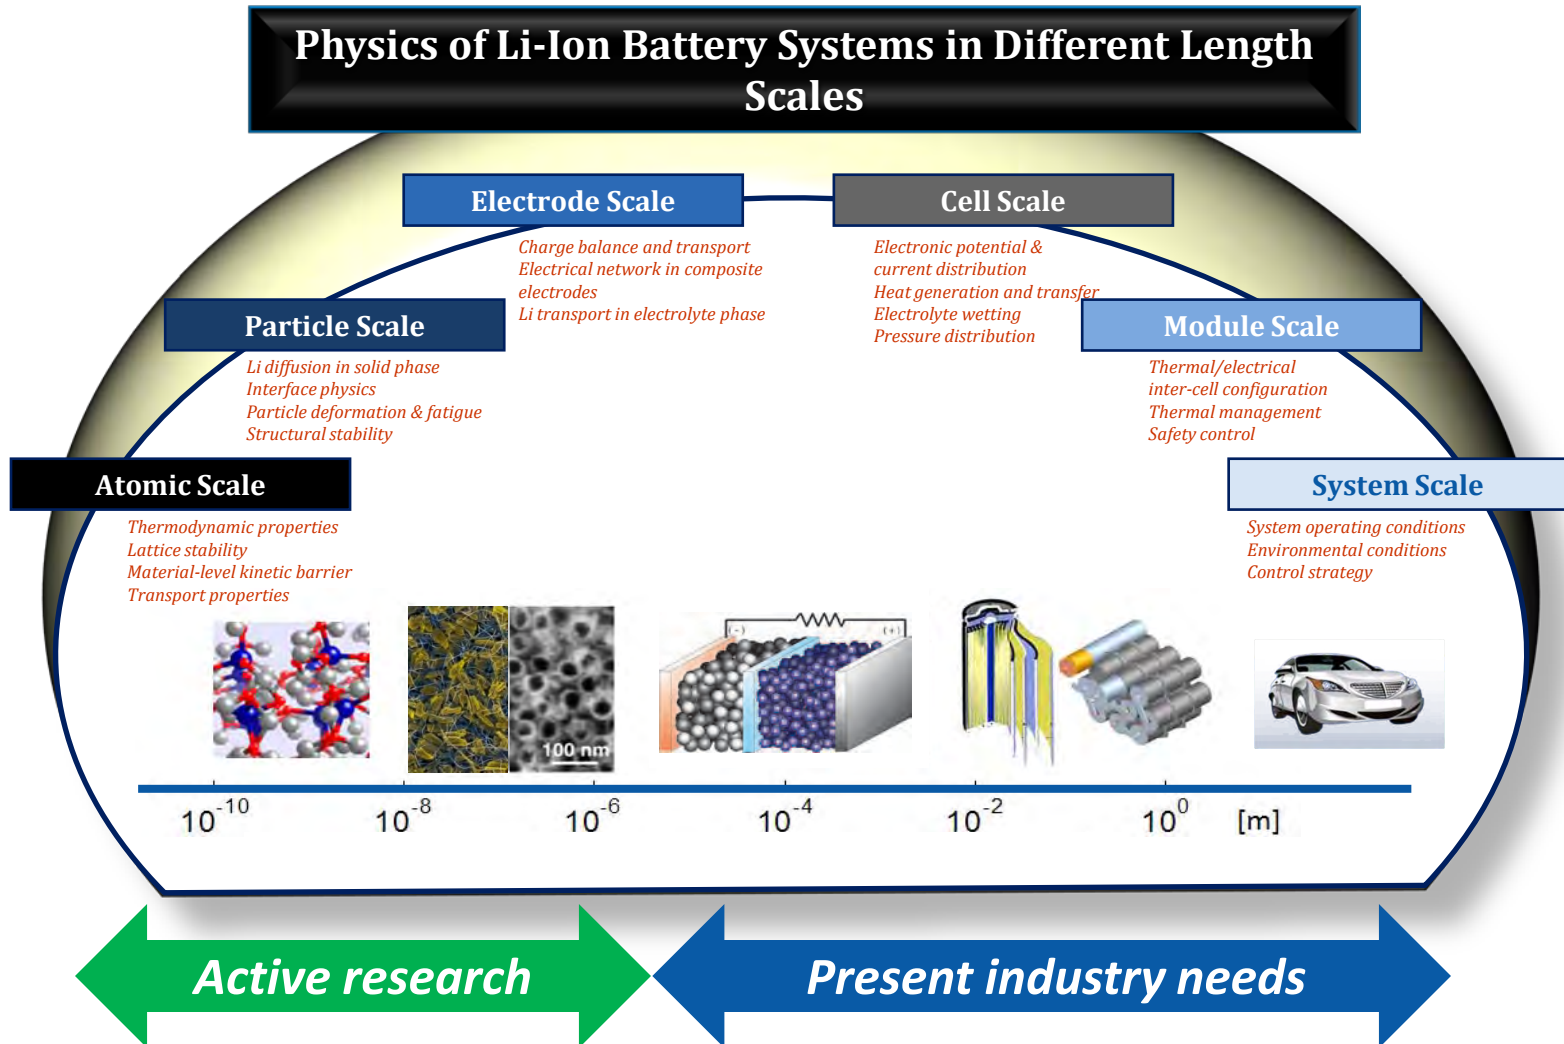 Physics of Li-Ion Battery Systems in Different Length
Scales
Electrode Scale
Charge balance and transport
Electrical network in composite
electrodes
Li transport in electrolyte phase
Cell Scale
Electronic potential &
current distribution
Heat generation and transfer
Electrolyte wetting
Pressure distribution
Particle Scale
Li diffusion in solid phase
Interface physics
Particle deformation & fatigue
Structural stability
Module Scale
Thermal/electrical
inter-cell configuration
Thermal management
Safety control
Atomic Scale
Thermodynamic properties
Lattice stability
Material-level kinetic barrier
Transport properties
System Scale
System operating conditions
Environmental conditions
Control strategy
(-) (+)
100 nm
10⁻¹⁰ 10⁻⁸ 10⁻⁶ 10⁻⁴ 10⁻² 10⁰ [m]
Active research
Present industry needs